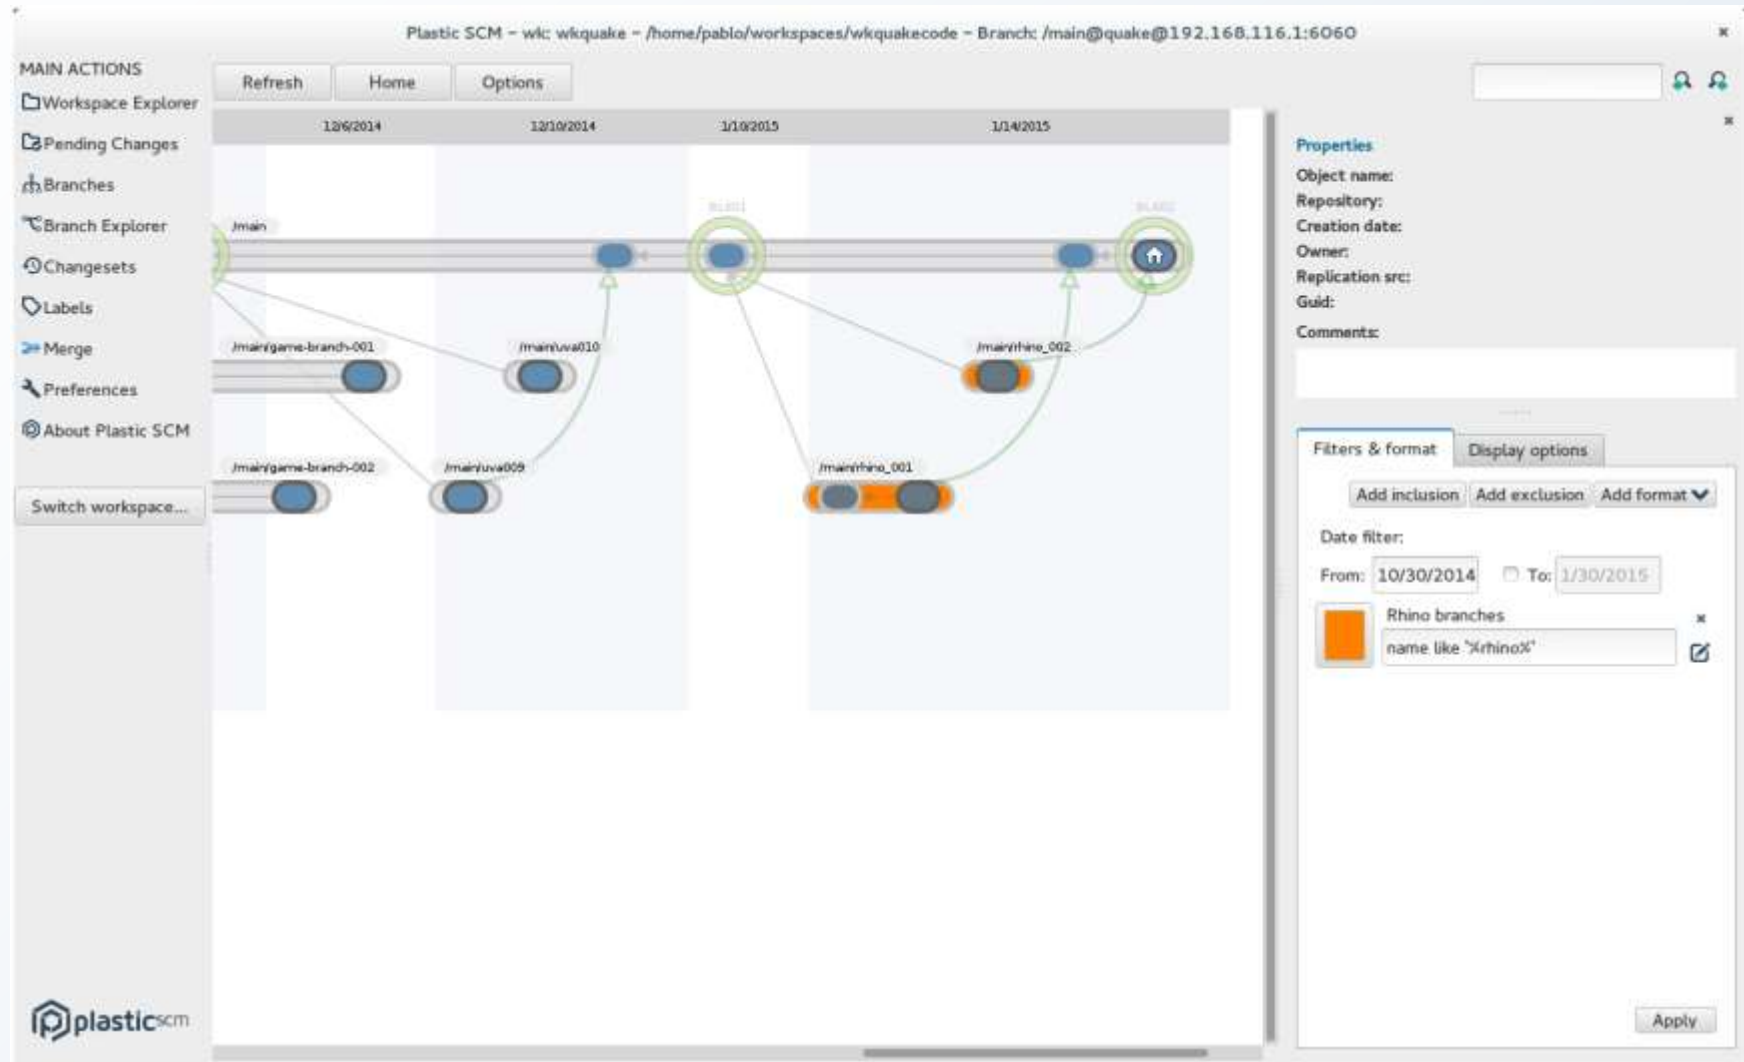 Plastic SCM - wk: wkquake - /home/pablo/workspaces/wkquakecode - Branch: /main@quake@192.168.116.1:6060
MAIN ACTIONS
Workspace Explorer
Pending Changes
Branches
Branch Explorer
Changesets
Labels
Merge
Preferences
About Plastic SCM
Switch workspace...
plasticscm
Refresh Home Options
12/6/2014 12/10/2014 1/10/2015 1/14/2015
/main
/main/game-branch-001 /main/uva010 /main/rhino_002
/main/game-branch-002 /main/uva009 /main/rhino_001
Properties
Object name:
Repository:
Creation date:
Owner:
Replication src:
Guid:
Comments:
Filters & format Display options
Add inclusion Add exclusion Add format
Date filter:
From: 10/30/2014 To: 1/30/2015
Rhino branches
name like '%rhino%'
Apply